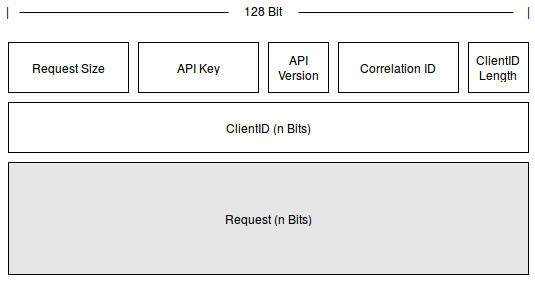 128 Bit
Request Size
API Key
API
Version
Correlation ID
ClientID
Length
ClientID (n Bits)
Request (n Bits)